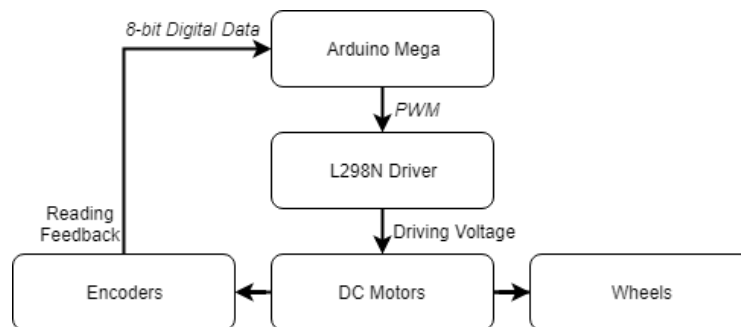 8-bit Digital Data
Arduino Mega
PWM
L298N Driver
Reading
Feedback
Driving Voltage
Encoders
DC Motors
Wheels